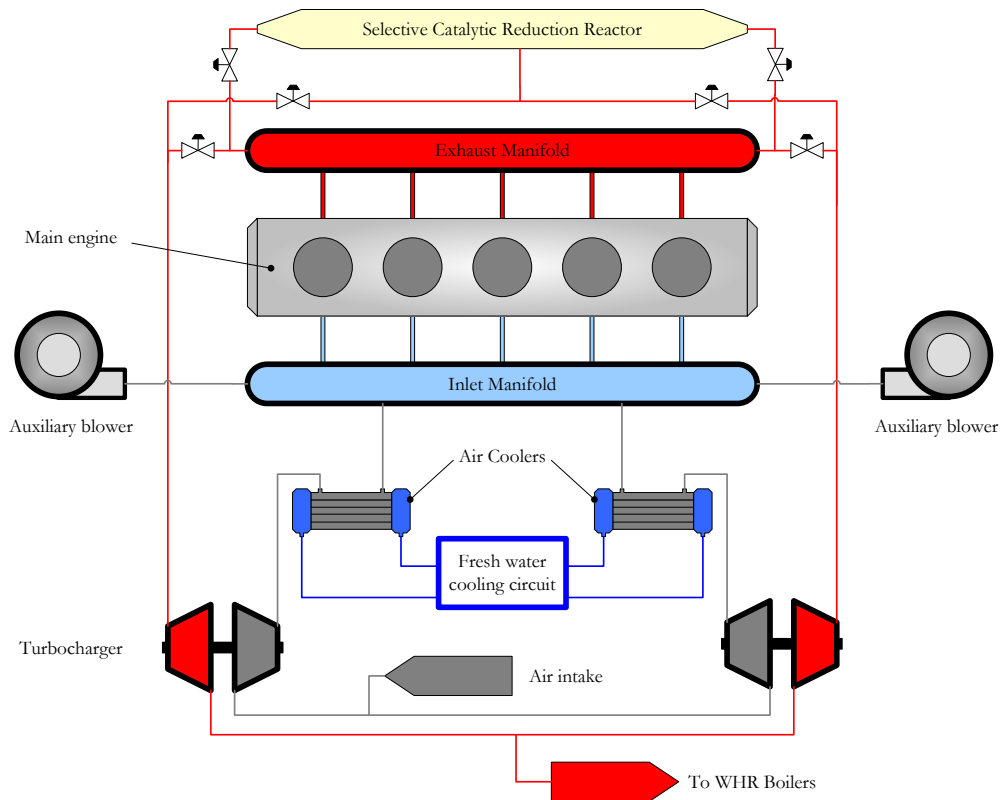 Selective Catalytic Reduction Reactor
Exhaust Manifold
Main engine
Inlet Manifold
Auxiliary blower
Auxiliary blower
Air Coolers
Fresh water
cooling circuit
Turbocharger
Air intake
To WHR Boilers